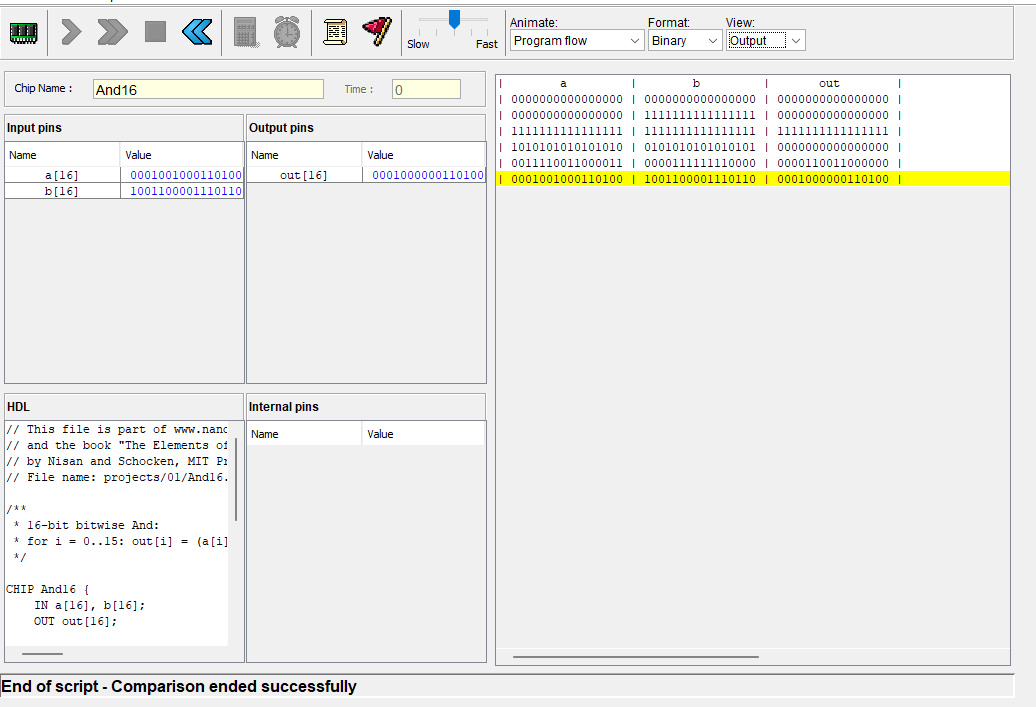 Slow
Fast
Animate:
Program flow
Format:
Binary
View:
Output
Chip Name :
And16
Time :
0
Input pins
Name Value
a[16] 0001001000110100
b[16] 1001100001110110
Output pins
Name Value
out[16] 0001000000110100
HDL
// This file is part of www.nand
// and the book "The Elements of
// by Nisan and Schocken, MIT Pr
// File name: projects/01/And16.
/**
* 16-bit bitwise And:
* for i = 0..15: out[i] = (a[i]
*/
CHIP And16 {
IN a[16], b[16];
OUT out[16];
Internal pins
Name Value
| a | b | out |
| 0000000000000000 | 0000000000000000 | 0000000000000000 |
| 0000000000000000 | 1111111111111111 | 0000000000000000 |
| 1111111111111111 | 1111111111111111 | 1111111111111111 |
| 1010101010101010 | 0101010101010101 | 0000000000000000 |
| 0011110011000011 | 0000111111110000 | 0000110011000000 |
| 0001001000110100 | 1001100001110110 | 0001000000110100 |
End of script - Comparison ended successfully